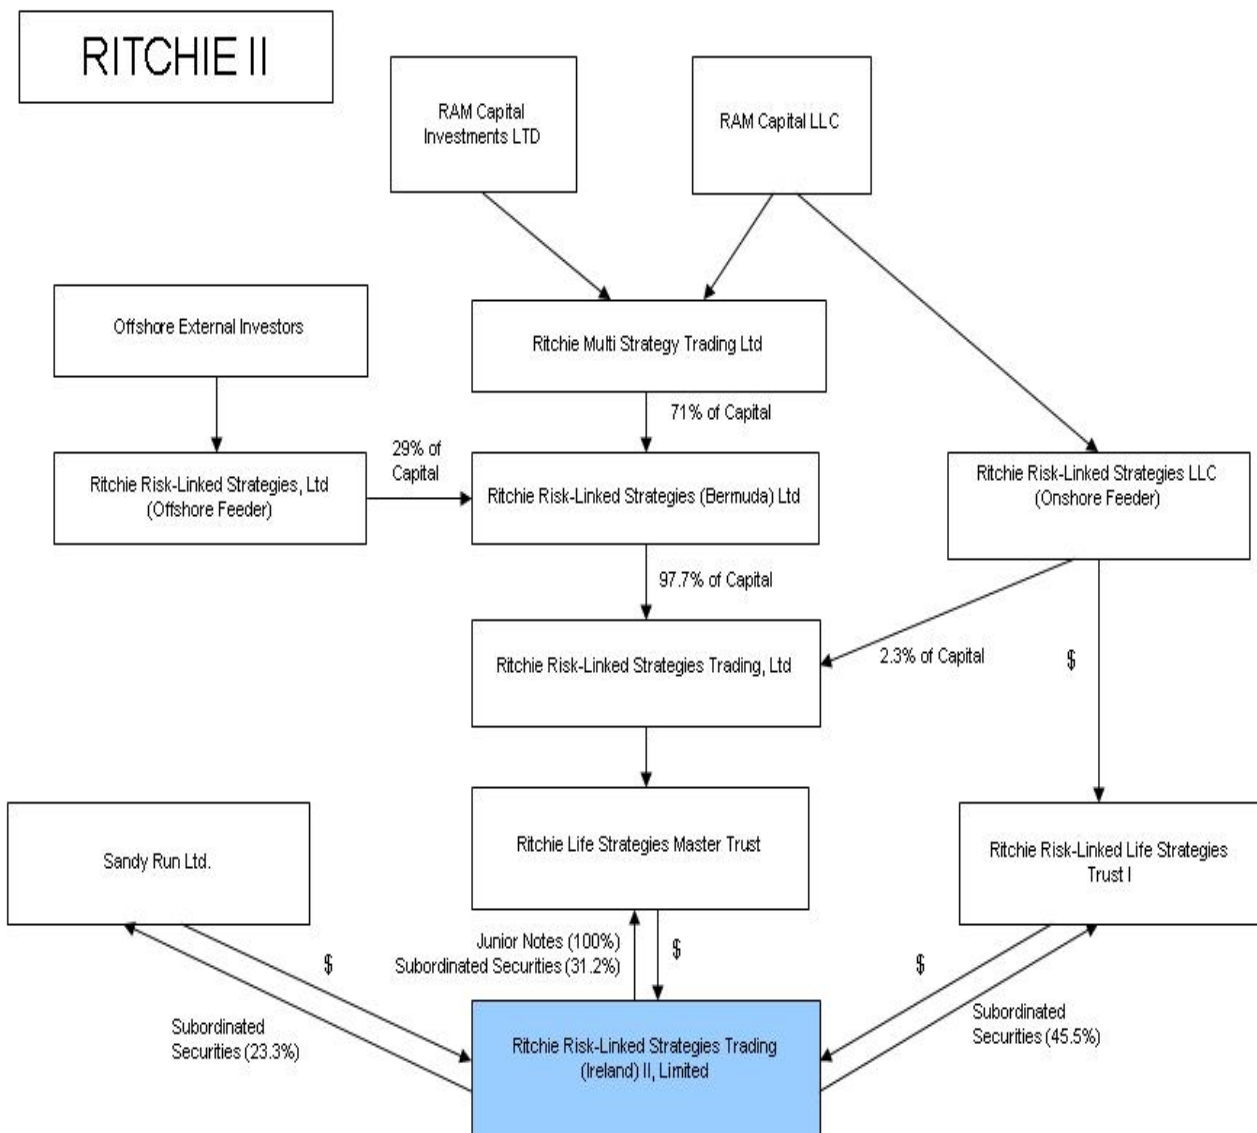 RITCHIE II
RAM Capital
Investments LTD
RAM Capital LLC
Offshore External Investors
Ritchie Multi Strategy Trading Ltd
71% of Capital
29% of
Capital
Ritchie Risk-Linked Strategies, Ltd
(Offshore Feeder)
Ritchie Risk-Linked Strategies (Bermuda) Ltd
Ritchie Risk-Linked Strategies LLC
(Onshore Feeder)
97.7% of Capital
2.3% of Capital
$
Ritchie Risk-Linked Strategies Trading, Ltd
Sandy Run Ltd.
Ritchie Life Strategies Master Trust
Ritchie Risk-Linked Life Strategies
Trust I
$
Junior Notes (100%)
Subordinated Securities (31.2%)
$
$
Subordinated
Securities (23.3%)
Ritchie Risk-Linked Strategies Trading
(Ireland) II, Limited
Subordinated
Securities (45.5%)